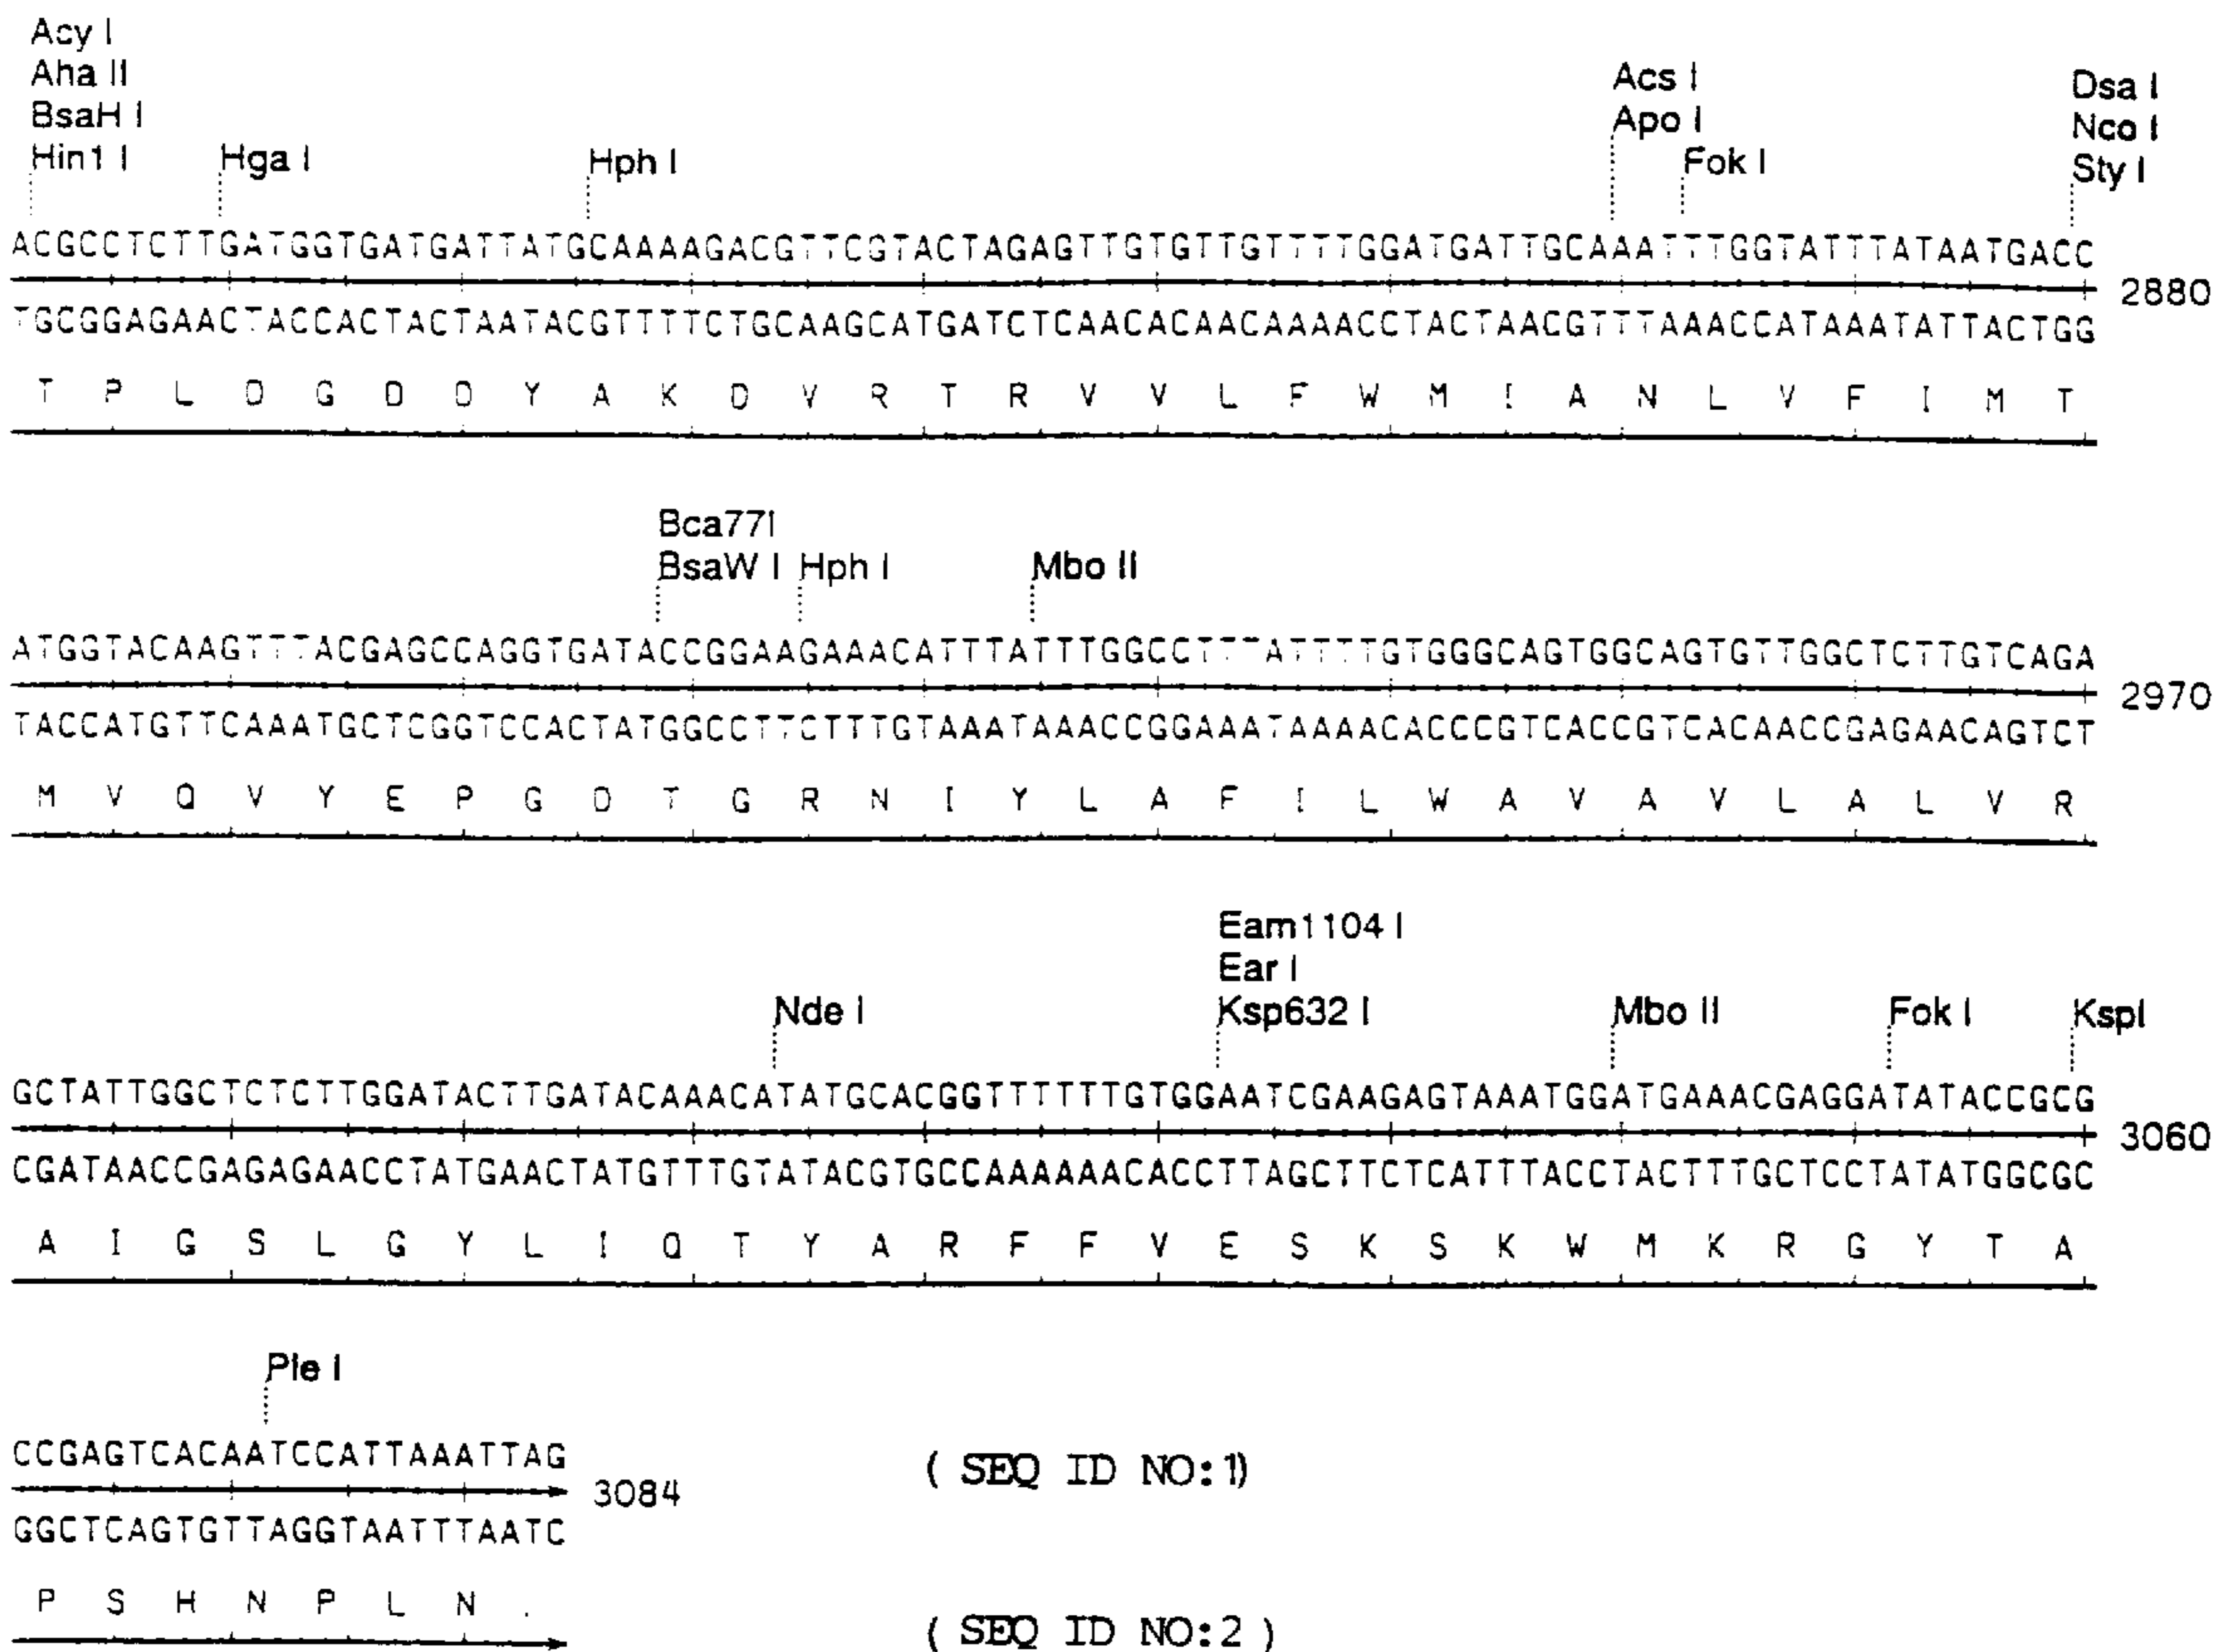 Acy I
Aha II
BsaH I
Hin1 I
Hga I
Hph I
Acs I
Apo I
Fok I
Dsa I
Nco I
Sty I
ACGCCTCTTGATGGTGATGATTATGCAAAAGACGTTCGTACTAGAGTTGTGTTGTTTTGGATGATTGCAAATTTGGTATTTATAATGACC
2880
TGCGGAGAACTACCACTACTAATACGTTTTCTGCAAGCATGATCTCAACACAACAAAACCTACTAACGTTTAAACCATAAATATTACTGG
T P L D G D D Y A K D V R T R V V L F W M I A N L V F I M T
Bca77I
BsaW I
Hph I
Mbo II
ATGGTACAAGTTTACGAGCCAGGTGATACCGGAAGAAACATTTATTTGGCCTTTATTTTGTGGGCAGTGGCAGTGTTGGCTCTTGTCAGA
2970
TACCATGTTCAAATGCTCGGTCCACTATGGCCTTCTTTGTAAATAAACCGGAAATAAAACACCCGTCACCGTCACAACCGAGAACAGTCT
M V Q V Y E P G D T G R N I Y L A F I L W A V A V L A L V R
Eam1104 I
Ear I
Ksp632 I
Nde I
Mbo II
Fok I
KspI
GCTATTGGCTCTCTTGGATACTTGATACAAACATATGCACGGTTTTTTGTGGAATCGAAGAGTAAATGGATGAAACGAGGATATACCGCG
3060
CGATAACCGAGAGAACCTATGAACTATGTTTGTATACGTGCCAAAAAACACCTTAGCTTCTCATTTACCTACTTTGCTCCTATATGGCGC
A I G S L G Y L I Q T Y A R F F V E S K S K W M K R G Y T A
Ple I
CCGAGTCACAATCCATTAAATTAG
3084
GGCTCAGTGTTAGGTAATTTAATC
( SEQ ID NO:1)
P S H N P L N .
( SEQ ID NO:2 )